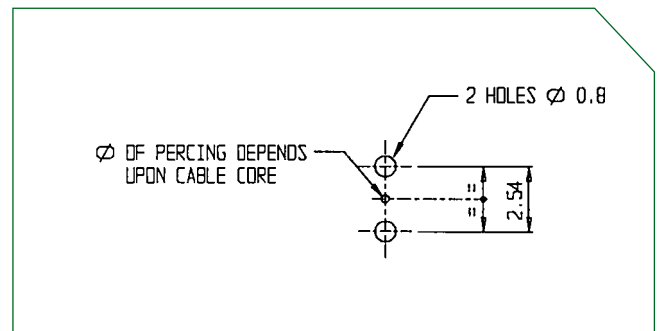 2 HOLES Ø 0.8
Ø OF PERCING DEPENDS
UPON CABLE CORE
= =
2.54